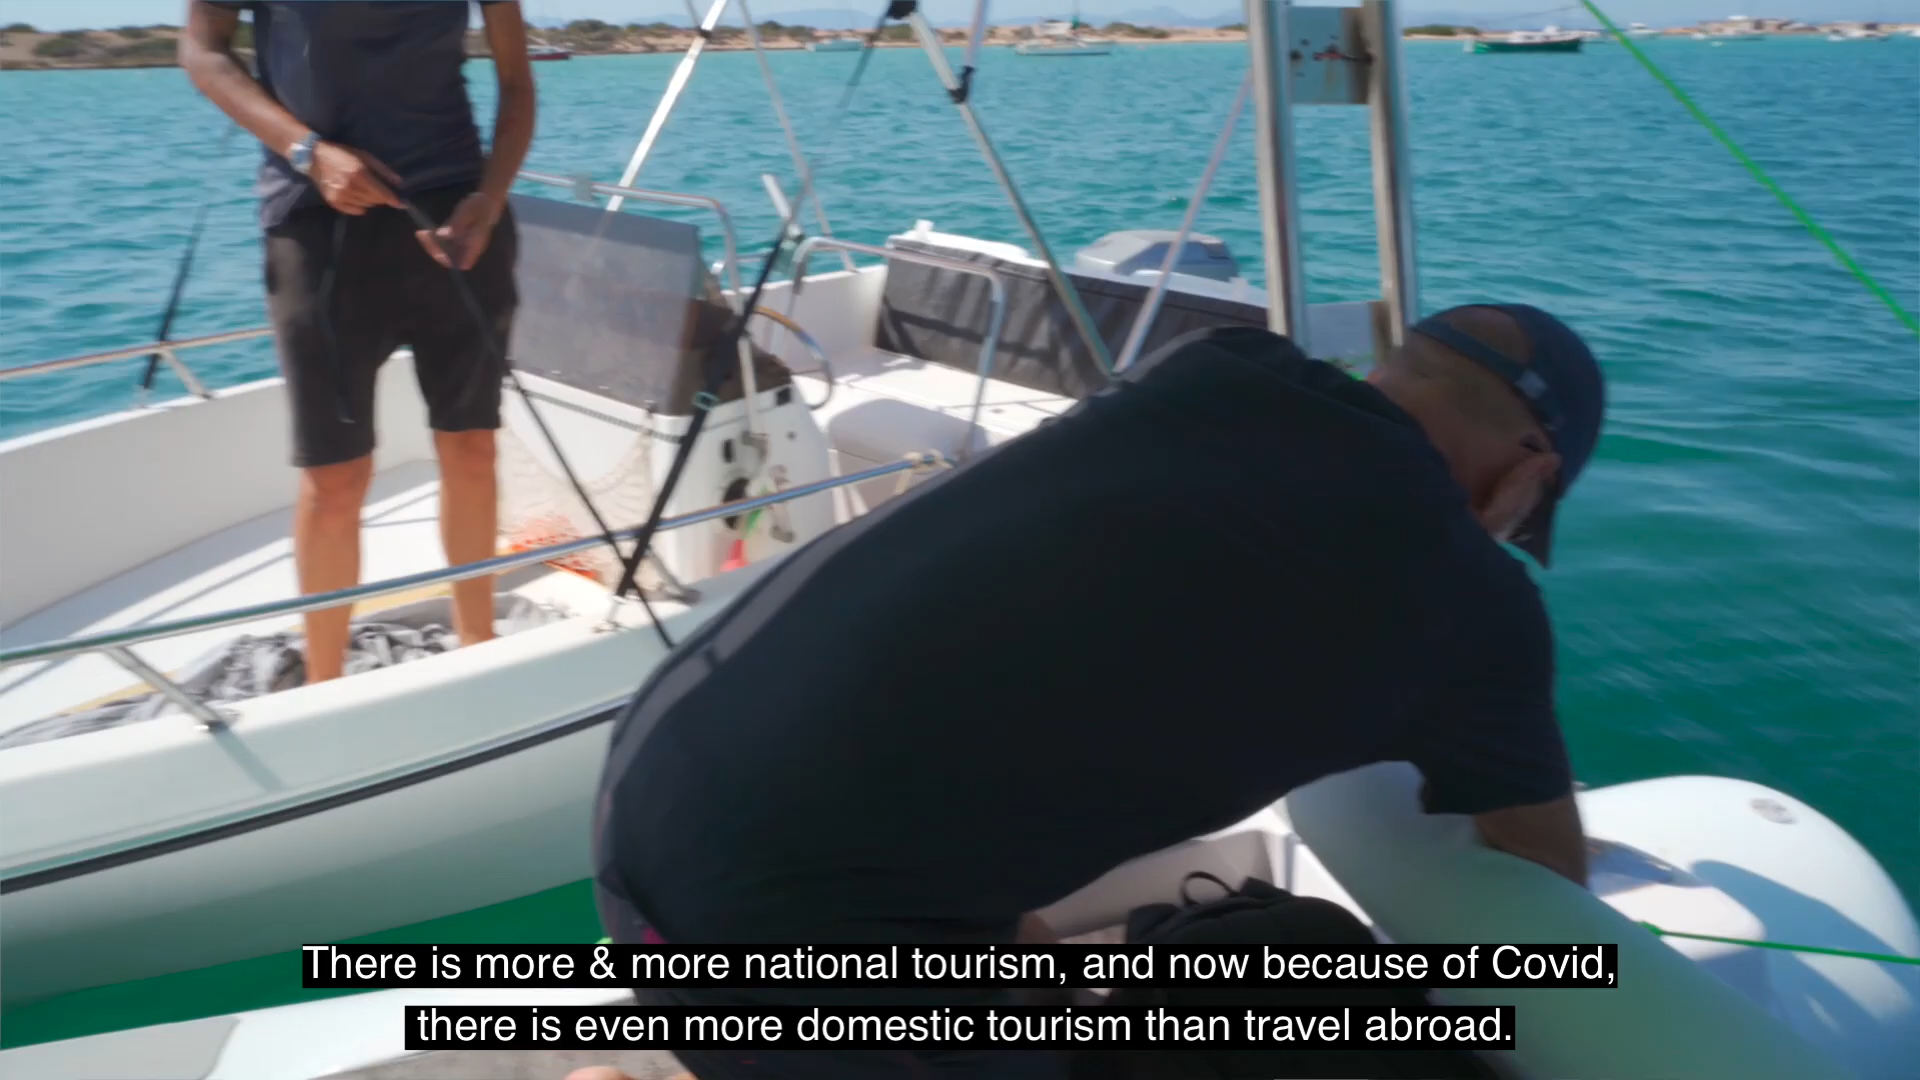 There is more & more national tourism, and now because of Covid,
there is even more domestic tourism than travel abroad.